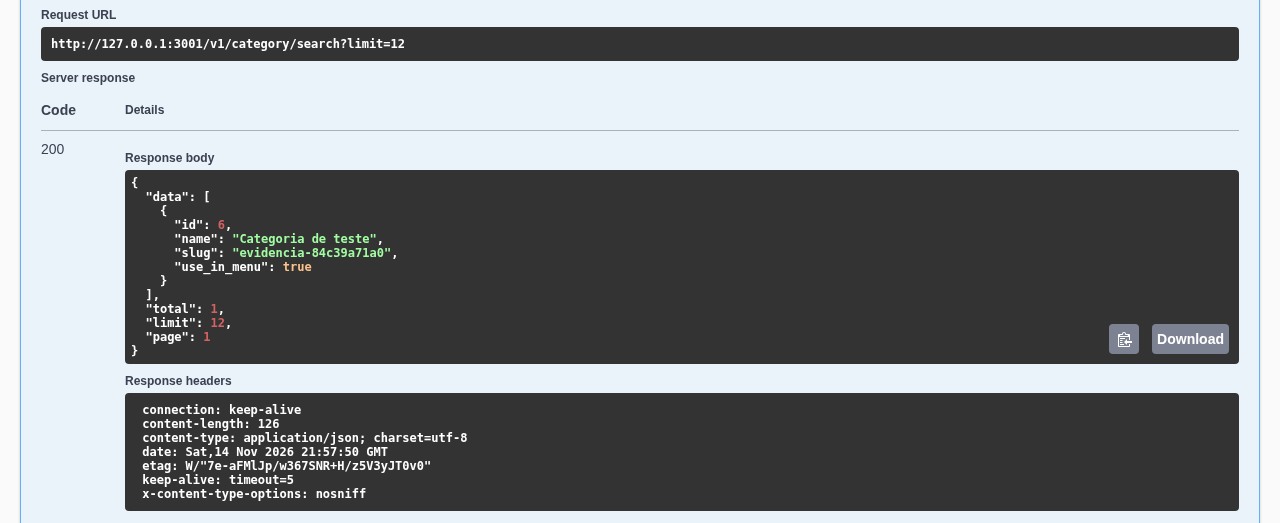 Request URL
http://127.0.0.1:3001/v1/category/search?limit=12
Server response
Code Details
200
Response body
{
  "data": [
    {
      "id": 6,
      "name": "Categoria de teste",
      "slug": "evidencia-84c39a71a0",
      "use_in_menu": true
    }
  ],
  "total": 1,
  "limit": 12,
  "page": 1
}
Download
Response headers
connection: keep-alive
content-length: 126
content-type: application/json; charset=utf-8
date: Sat,14 Nov 2026 21:57:50 GMT
etag: W/"7e-aFMlJp/w367SNR+H/z5V3yJT0v0"
keep-alive: timeout=5
x-content-type-options: nosniff